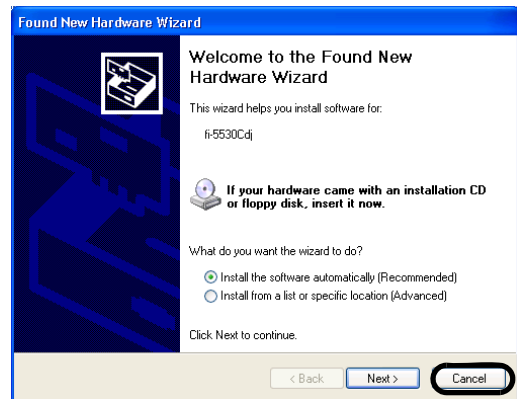 Found New Hardware Wizard
Welcome to the Found New
Hardware Wizard
This wizard helps you install software for:
fi-5530Cdj
If your hardware came with an installation CD
or floppy disk, insert it now.
What do you want the wizard to do?
Install the software automatically (Recommended)
Install from a list or specific location (Advanced)
Click Next to continue.
< Back
Next >
Cancel